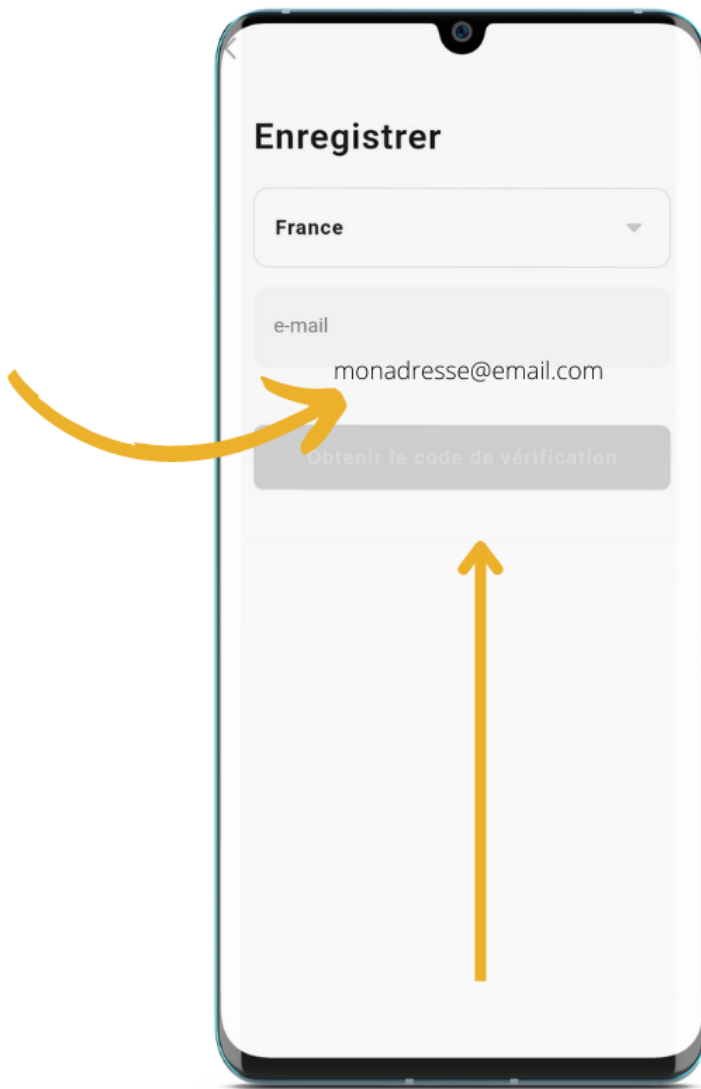 Enregistrer
France
e-mail
monadresse@email.com
Obtenir le code de vérification